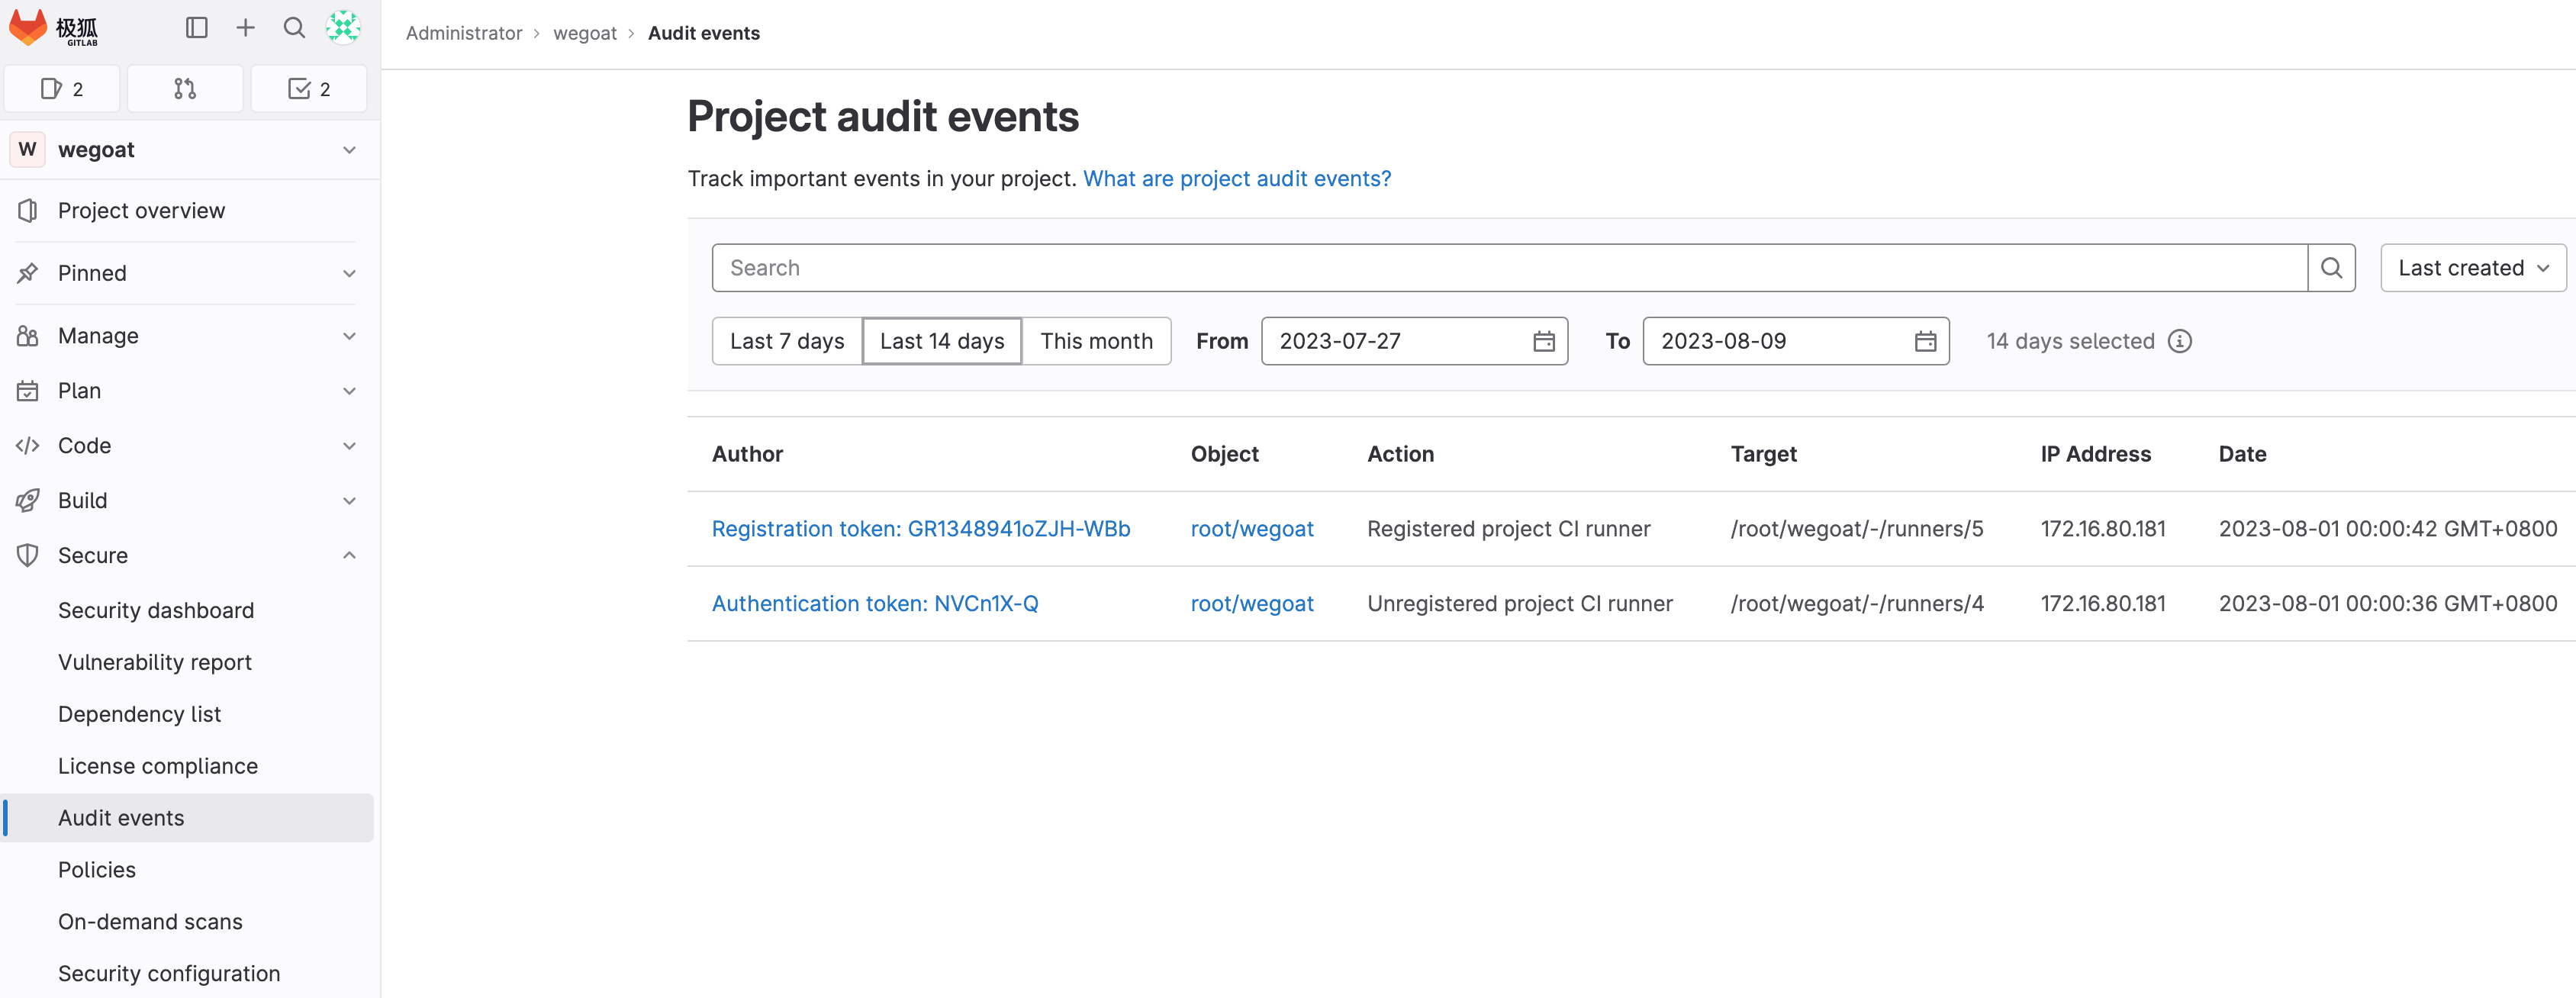 极狐
GITLAB
2
2
W wegoat
Project overview
Pinned
Manage
Plan
Code
Build
Secure
Security dashboard
Vulnerability report
Dependency list
License compliance
Audit events
Policies
On-demand scans
Security configuration
Administrator › wegoat › Audit events
Project audit events
Track important events in your project. What are project audit events?
Search
Last created
Last 7 days Last 14 days This month From 2023-07-27 To 2023-08-09 14 days selected
Author Object Action Target IP Address Date
Registration token: GR1348941oZJH-WBb root/wegoat Registered project CI runner /root/wegoat/-/runners/5 172.16.80.181 2023-08-01 00:00:42 GMT+0800
Authentication token: NVCn1X-Q root/wegoat Unregistered project CI runner /root/wegoat/-/runners/4 172.16.80.181 2023-08-01 00:00:36 GMT+0800